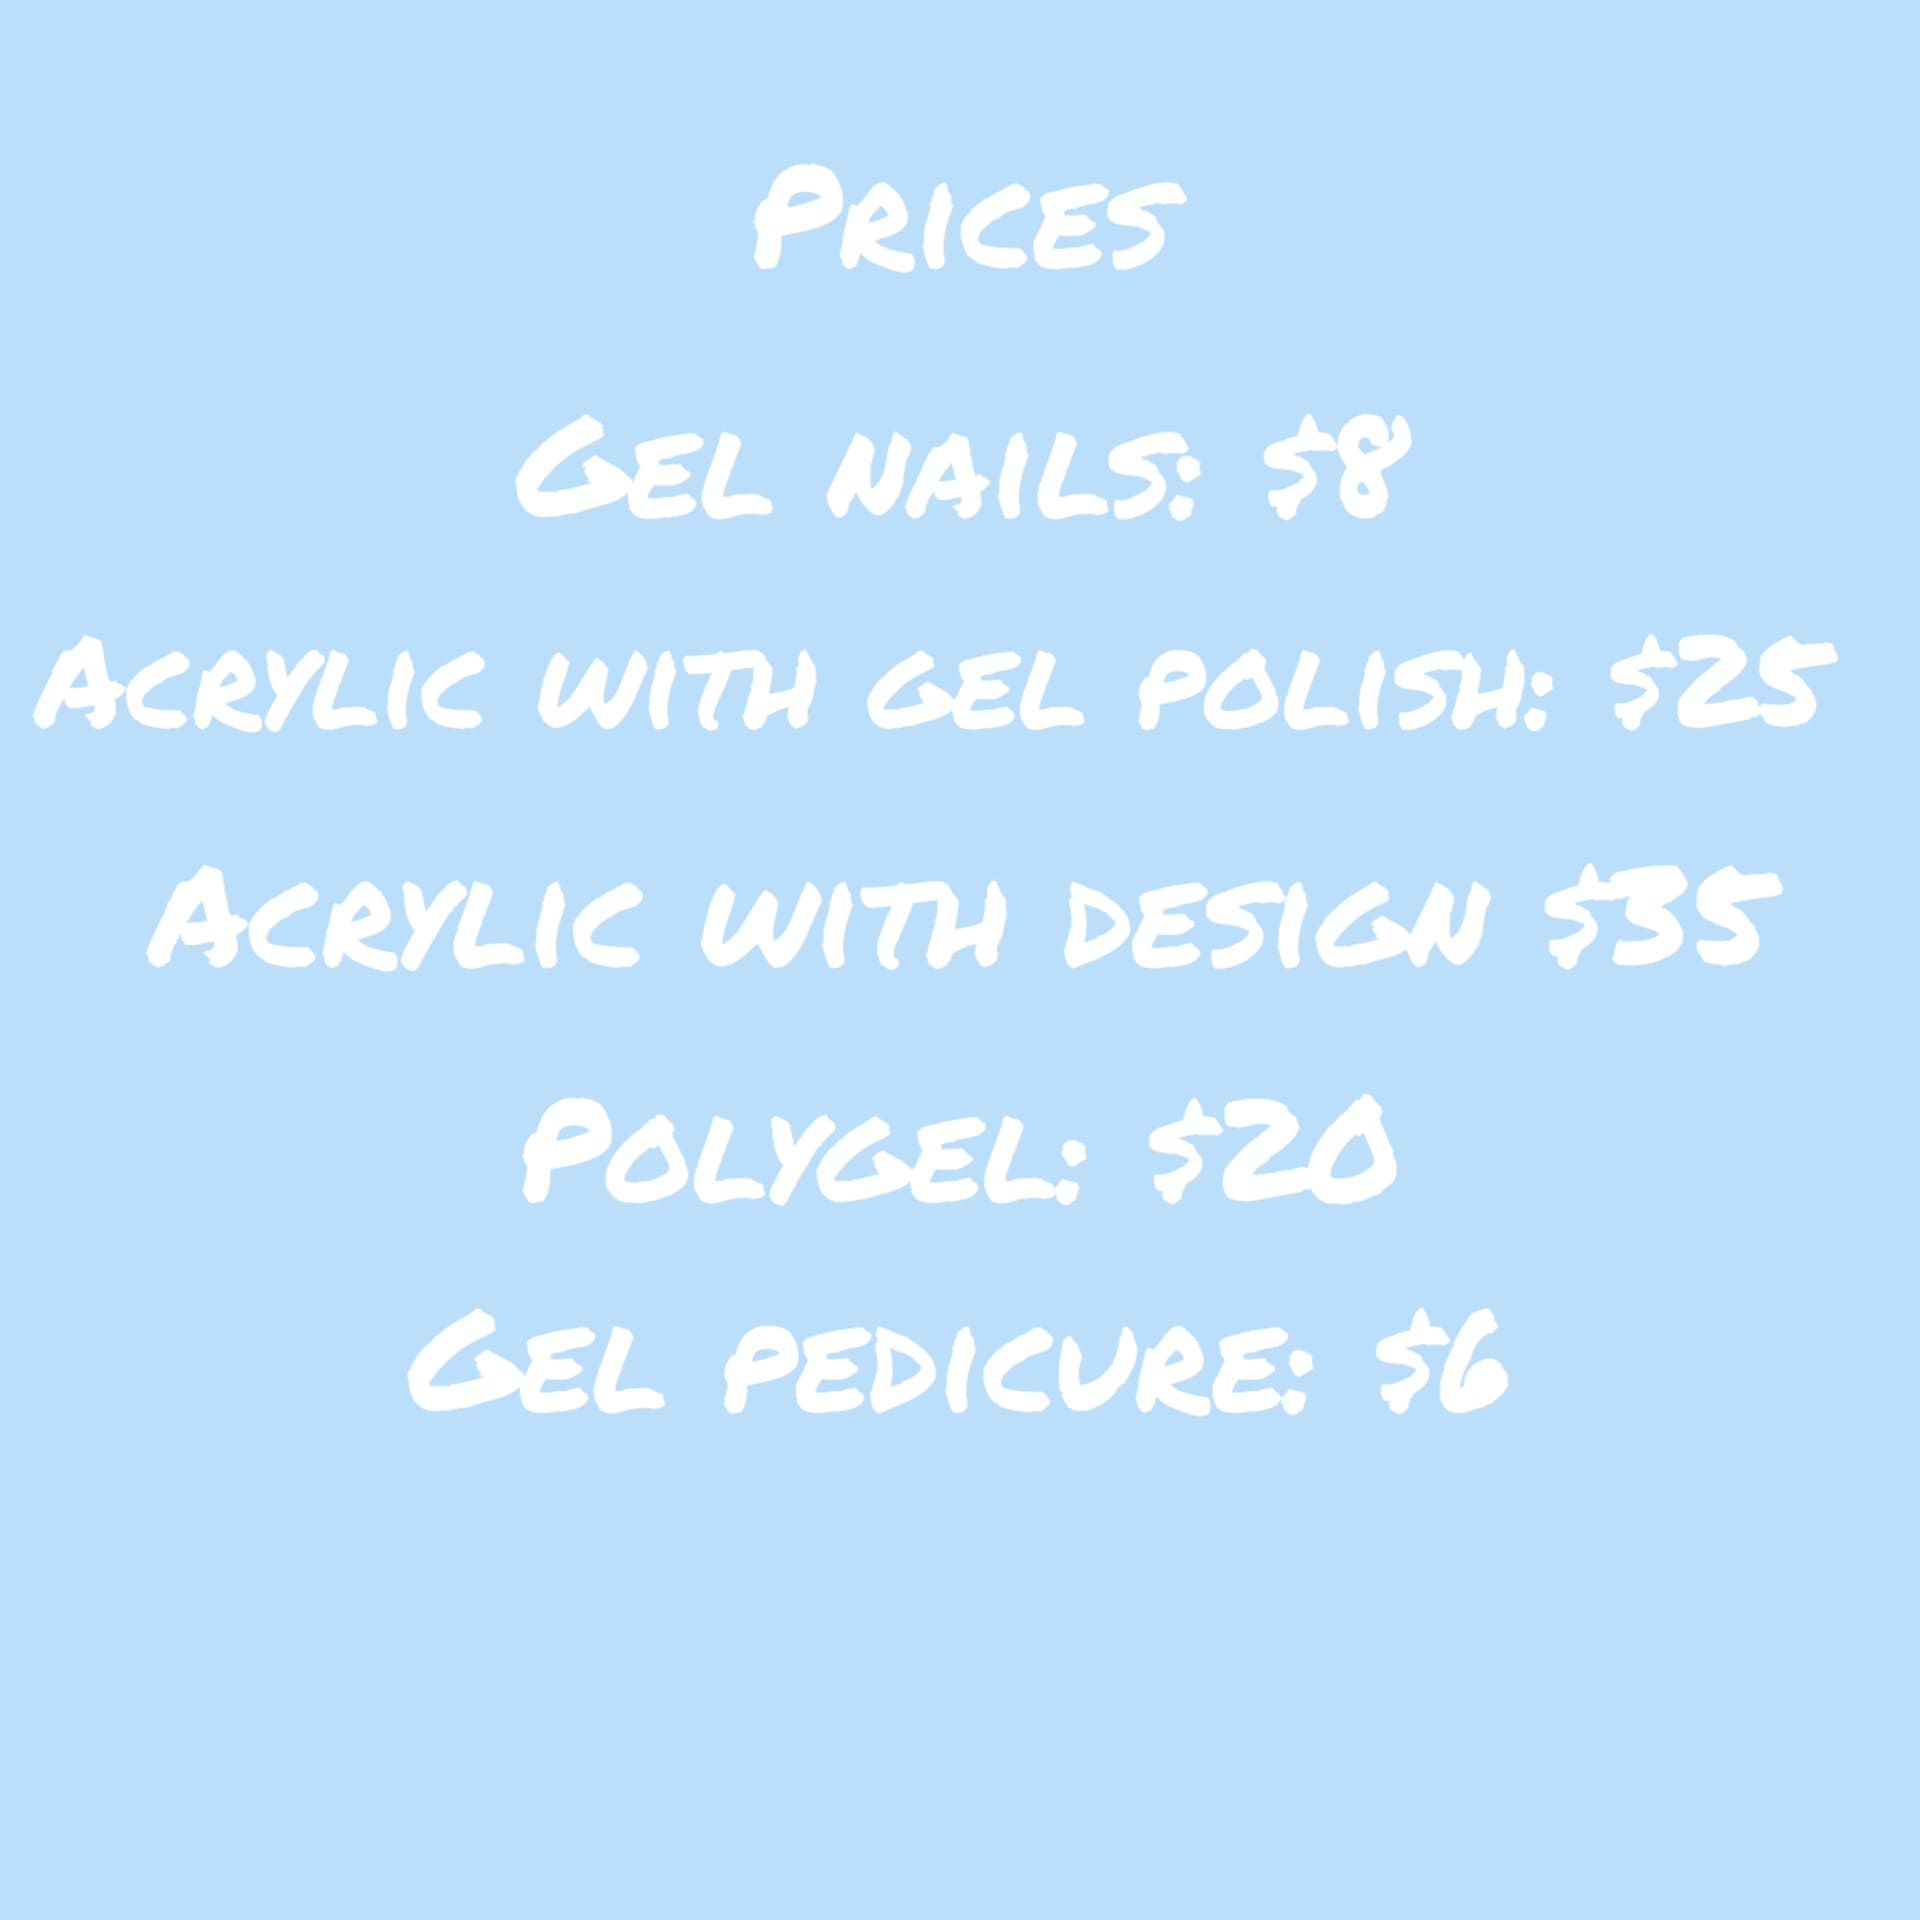 Prices
Gel nails: $8
Acrylic with gel polish: $25
Acrylic with design $35
Polygel: $20
Gel pedicure: $6